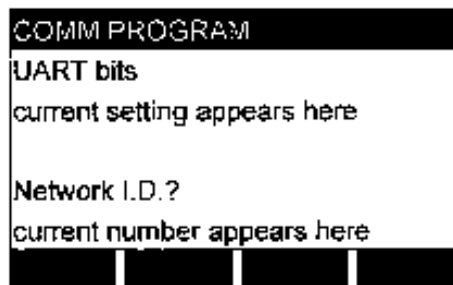 COMM PROGRAM
UART bits
current setting appears here
Network I.D.?
current number appears here